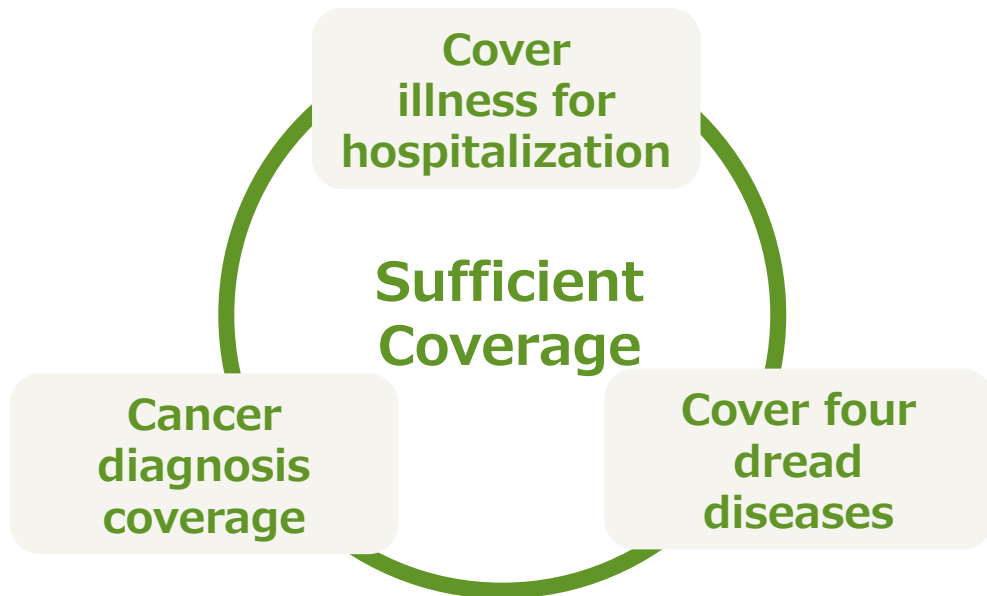 Cover
illness for
hospitalization
Sufficient
Coverage
Cancer
diagnosis
coverage
Cover four
dread
diseases